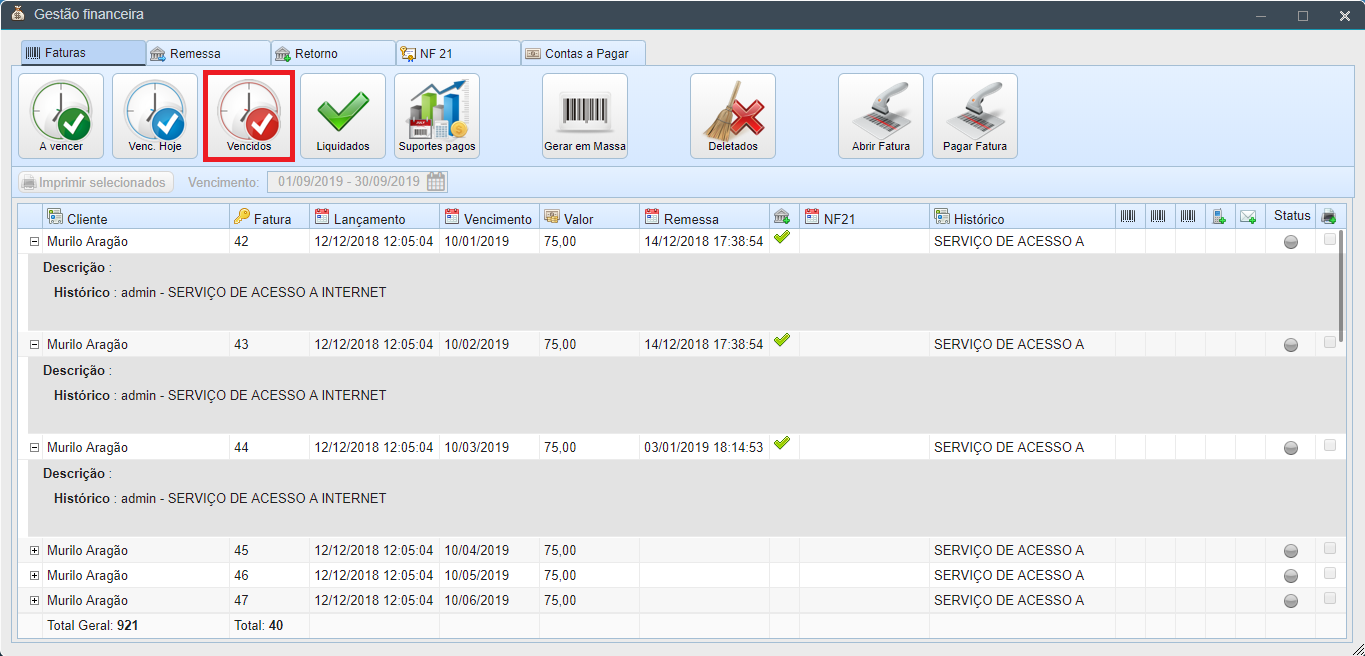 Gestão financeira
Faturas Remessa Retorno NF 21 Contas a Pagar
A vencer Venc. Hoje Vencidos Liquidados Suportes pagos Gerar em Massa Deletados Abrir Fatura Pagar Fatura
Imprimir selecionados Vencimento: 01/09/2019 - 30/09/2019
Cliente Fatura Lançamento Vencimento Valor Remessa NF21 Histórico Status
Murilo Aragão 42 12/12/2018 12:05:04 10/01/2019 75,00 14/12/2018 17:38:54 SERVIÇO DE ACESSO A
Descrição :
Histórico : admin - SERVIÇO DE ACESSO A INTERNET
Murilo Aragão 43 12/12/2018 12:05:04 10/02/2019 75,00 14/12/2018 17:38:54 SERVIÇO DE ACESSO A
Descrição :
Histórico : admin - SERVIÇO DE ACESSO A INTERNET
Murilo Aragão 44 12/12/2018 12:05:04 10/03/2019 75,00 03/01/2019 18:14:53 SERVIÇO DE ACESSO A
Descrição :
Histórico : admin - SERVIÇO DE ACESSO A INTERNET
Murilo Aragão 45 12/12/2018 12:05:04 10/04/2019 75,00 SERVIÇO DE ACESSO A
Murilo Aragão 46 12/12/2018 12:05:04 10/05/2019 75,00 SERVIÇO DE ACESSO A
Murilo Aragão 47 12/12/2018 12:05:04 10/06/2019 75,00 SERVIÇO DE ACESSO A
Total Geral: 921 Total: 40